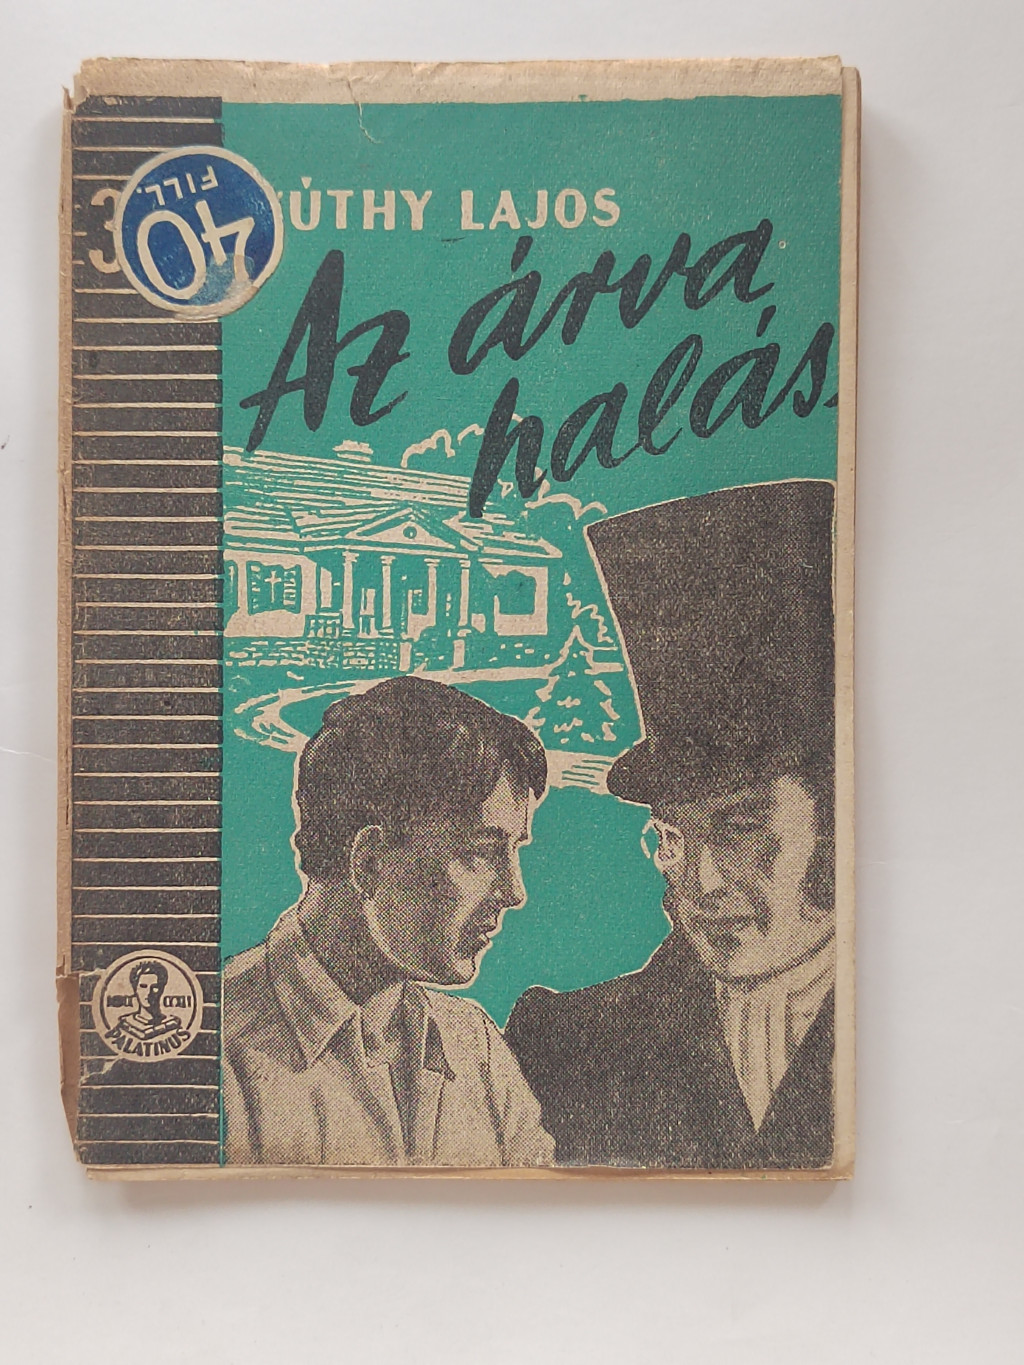 3
40
FILL.
ÚTHY LAJOS
Az árva
halás
PALATINUS